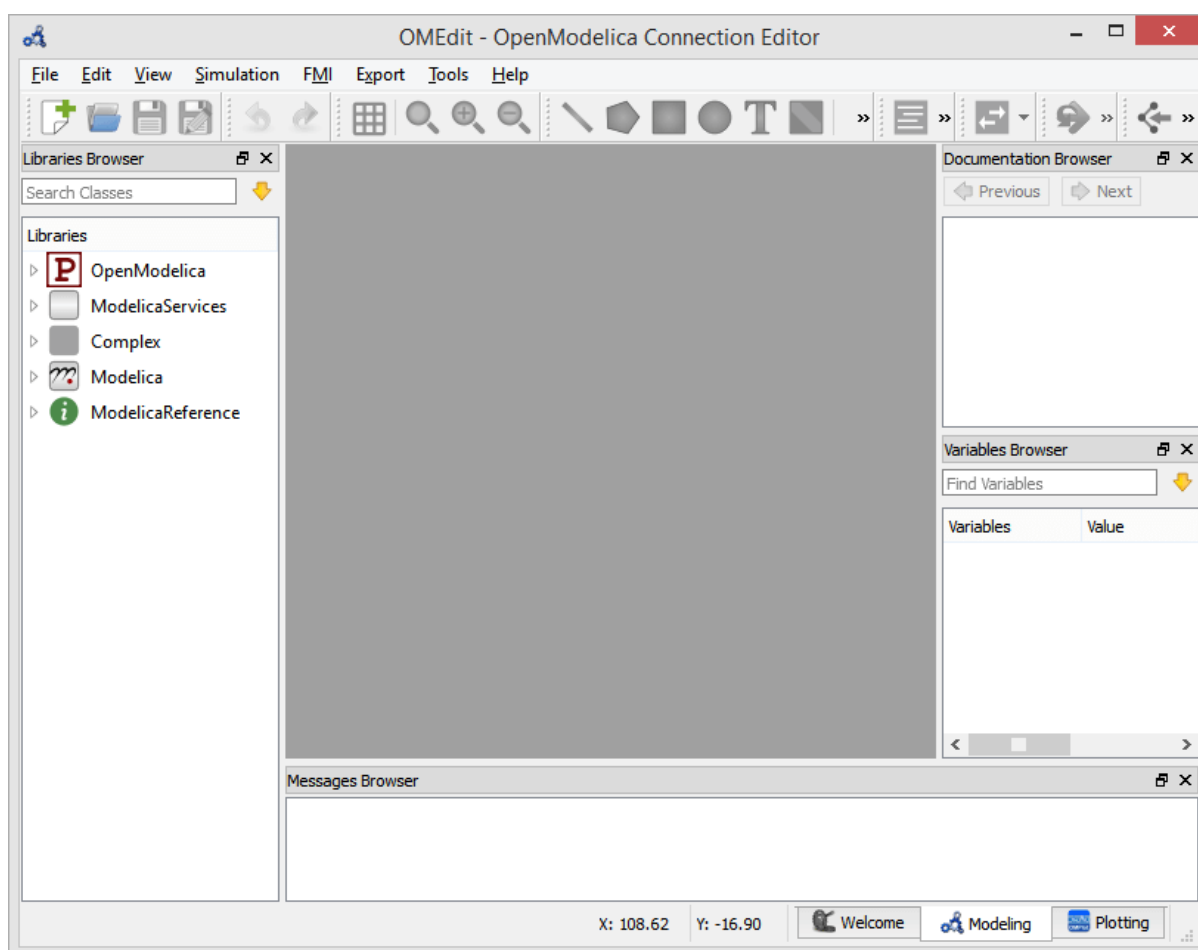 OMEdit - OpenModelica Connection Editor
File Edit View Simulation FMI Export Tools Help
T
Libraries Browser
Search Classes
Libraries
P OpenModelica
ModelicaServices
Complex
m Modelica
i ModelicaReference
Documentation Browser
Previous Next
Variables Browser
Find Variables
Variables Value
Messages Browser
X: 108.62 Y: -16.90 Welcome Modeling Plotting